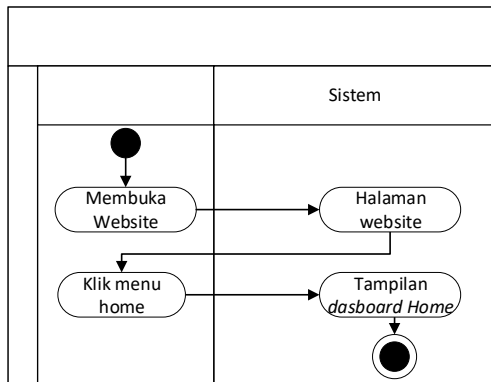 Sistem
Membuka
Website
Halaman
website
Klik menu
home
Tampilan
dasboard Home